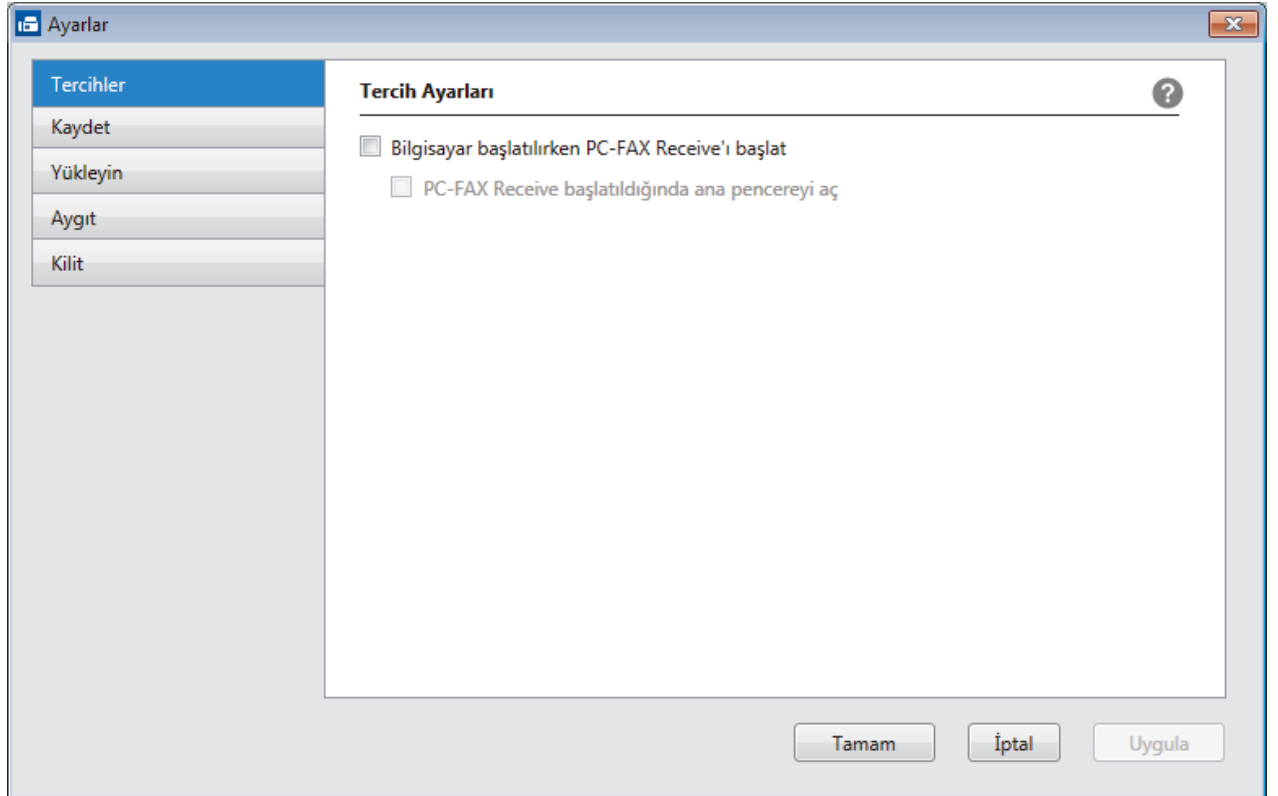 Ayarlar
Tercihler
Kaydet
Yükleyin
Aygıt
Kilit
Tercih Ayarları
?
Bilgisayar başlatılırken PC-FAX Receive'ı başlat
PC-FAX Receive başlatıldığında ana pencereyi aç
Tamam
İptal
Uygula